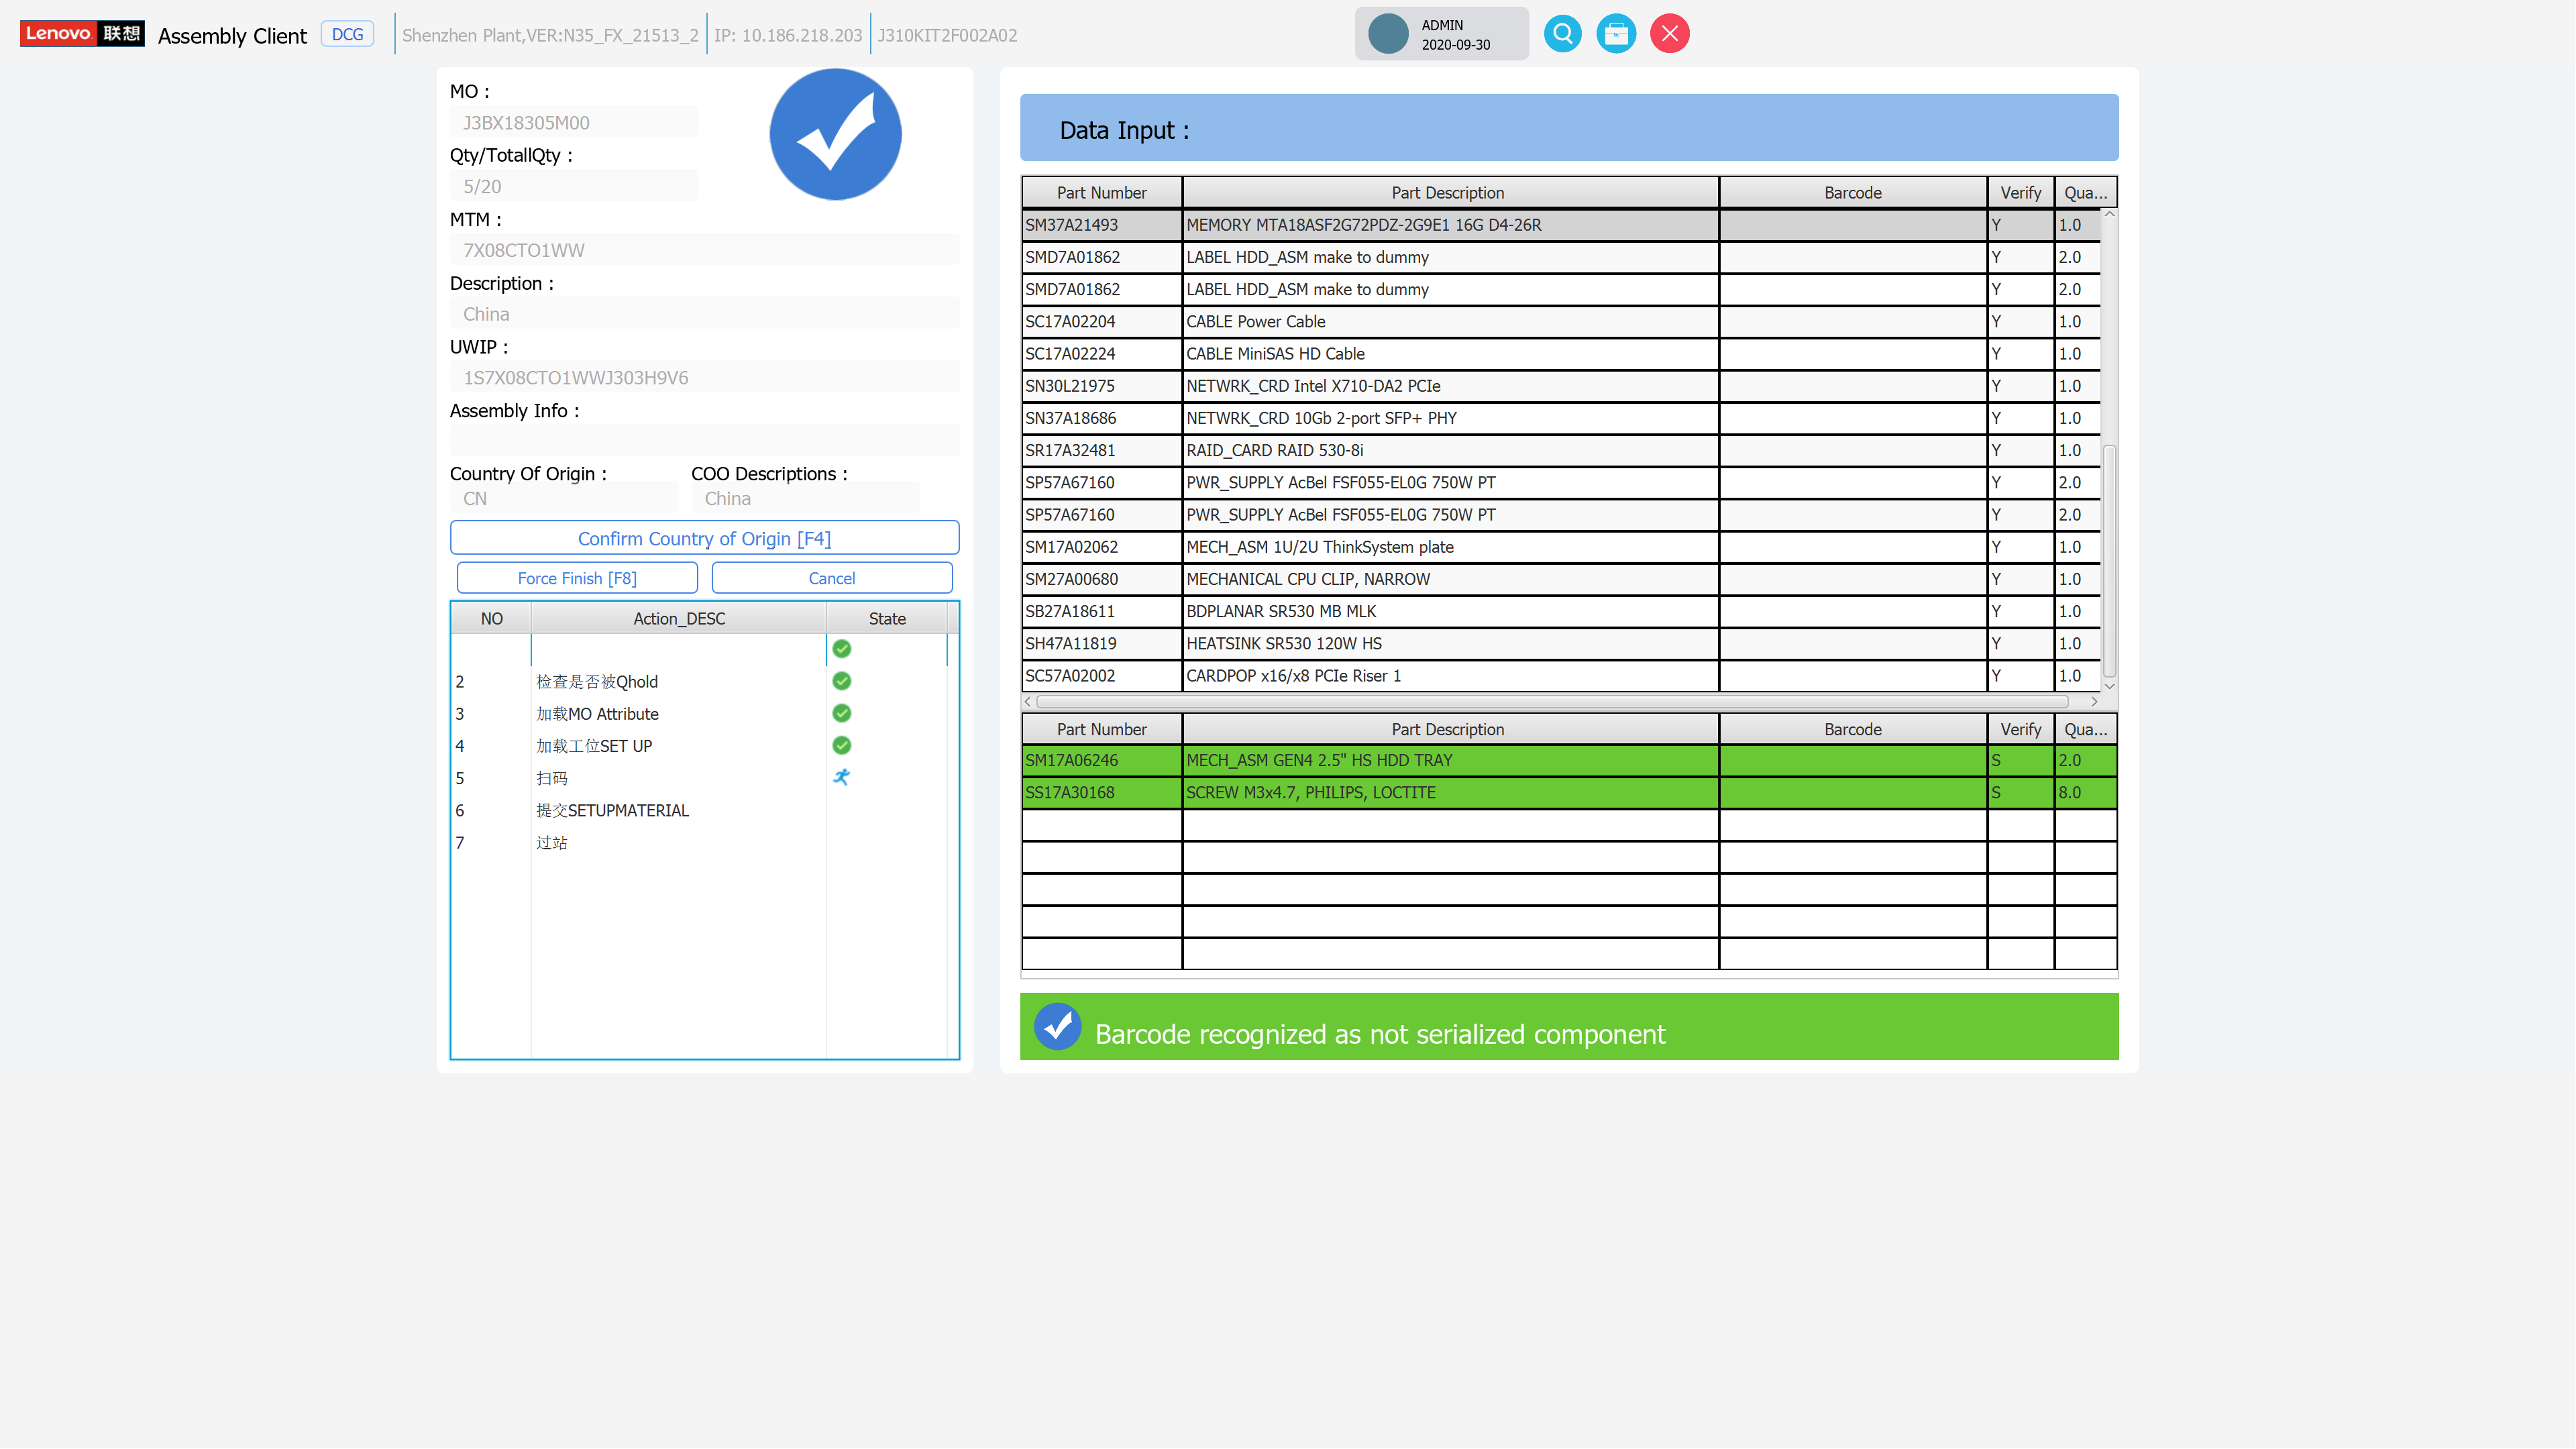 Lenovo 联想 Assembly Client DCG Shenzhen Plant,VER:N35_FX_21513_2 IP: 10.186.218.203 J310KIT2F002A02
ADMIN
2020-09-30
MO :
J3BX18305M00
Qty/TotallQty :
5/20
MTM :
7X08CTO1WW
Description :
China
UWIP :
1S7X08CTO1WWJ303H9V6
Assembly Info :
Country Of Origin : COO Descriptions :
CN China
Confirm Country of Origin [F4]
Force Finish [F8] Cancel
NO Action_DESC State
2 检查是否被Qhold
3 加载MO Attribute
4 加载工位SET UP
5 扫码
6 提交SETUPMATERIAL
7 过站
Data Input :
Part Number Part Description Barcode Verify Qua...
SM37A21493 MEMORY MTA18ASF2G72PDZ-2G9E1 16G D4-26R Y 1.0
SMD7A01862 LABEL HDD_ASM make to dummy Y 2.0
SMD7A01862 LABEL HDD_ASM make to dummy Y 2.0
SC17A02204 CABLE Power Cable Y 1.0
SC17A02224 CABLE MiniSAS HD Cable Y 1.0
SN30L21975 NETWRK_CRD Intel X710-DA2 PCIe Y 1.0
SN37A18686 NETWRK_CRD 10Gb 2-port SFP+ PHY Y 1.0
SR17A32481 RAID_CARD RAID 530-8i Y 1.0
SP57A67160 PWR_SUPPLY AcBel FSF055-EL0G 750W PT Y 2.0
SP57A67160 PWR_SUPPLY AcBel FSF055-EL0G 750W PT Y 2.0
SM17A02062 MECH_ASM 1U/2U ThinkSystem plate Y 1.0
SM27A00680 MECHANICAL CPU CLIP, NARROW Y 1.0
SB27A18611 BDPLANAR SR530 MB MLK Y 1.0
SH47A11819 HEATSINK SR530 120W HS Y 1.0
SC57A02002 CARDPOP x16/x8 PCIe Riser 1 Y 1.0
Part Number Part Description Barcode Verify Qua...
SM17A06246 MECH_ASM GEN4 2.5" HS HDD TRAY S 2.0
SS17A30168 SCREW M3x4.7, PHILIPS, LOCTITE S 8.0
Barcode recognized as not serialized component